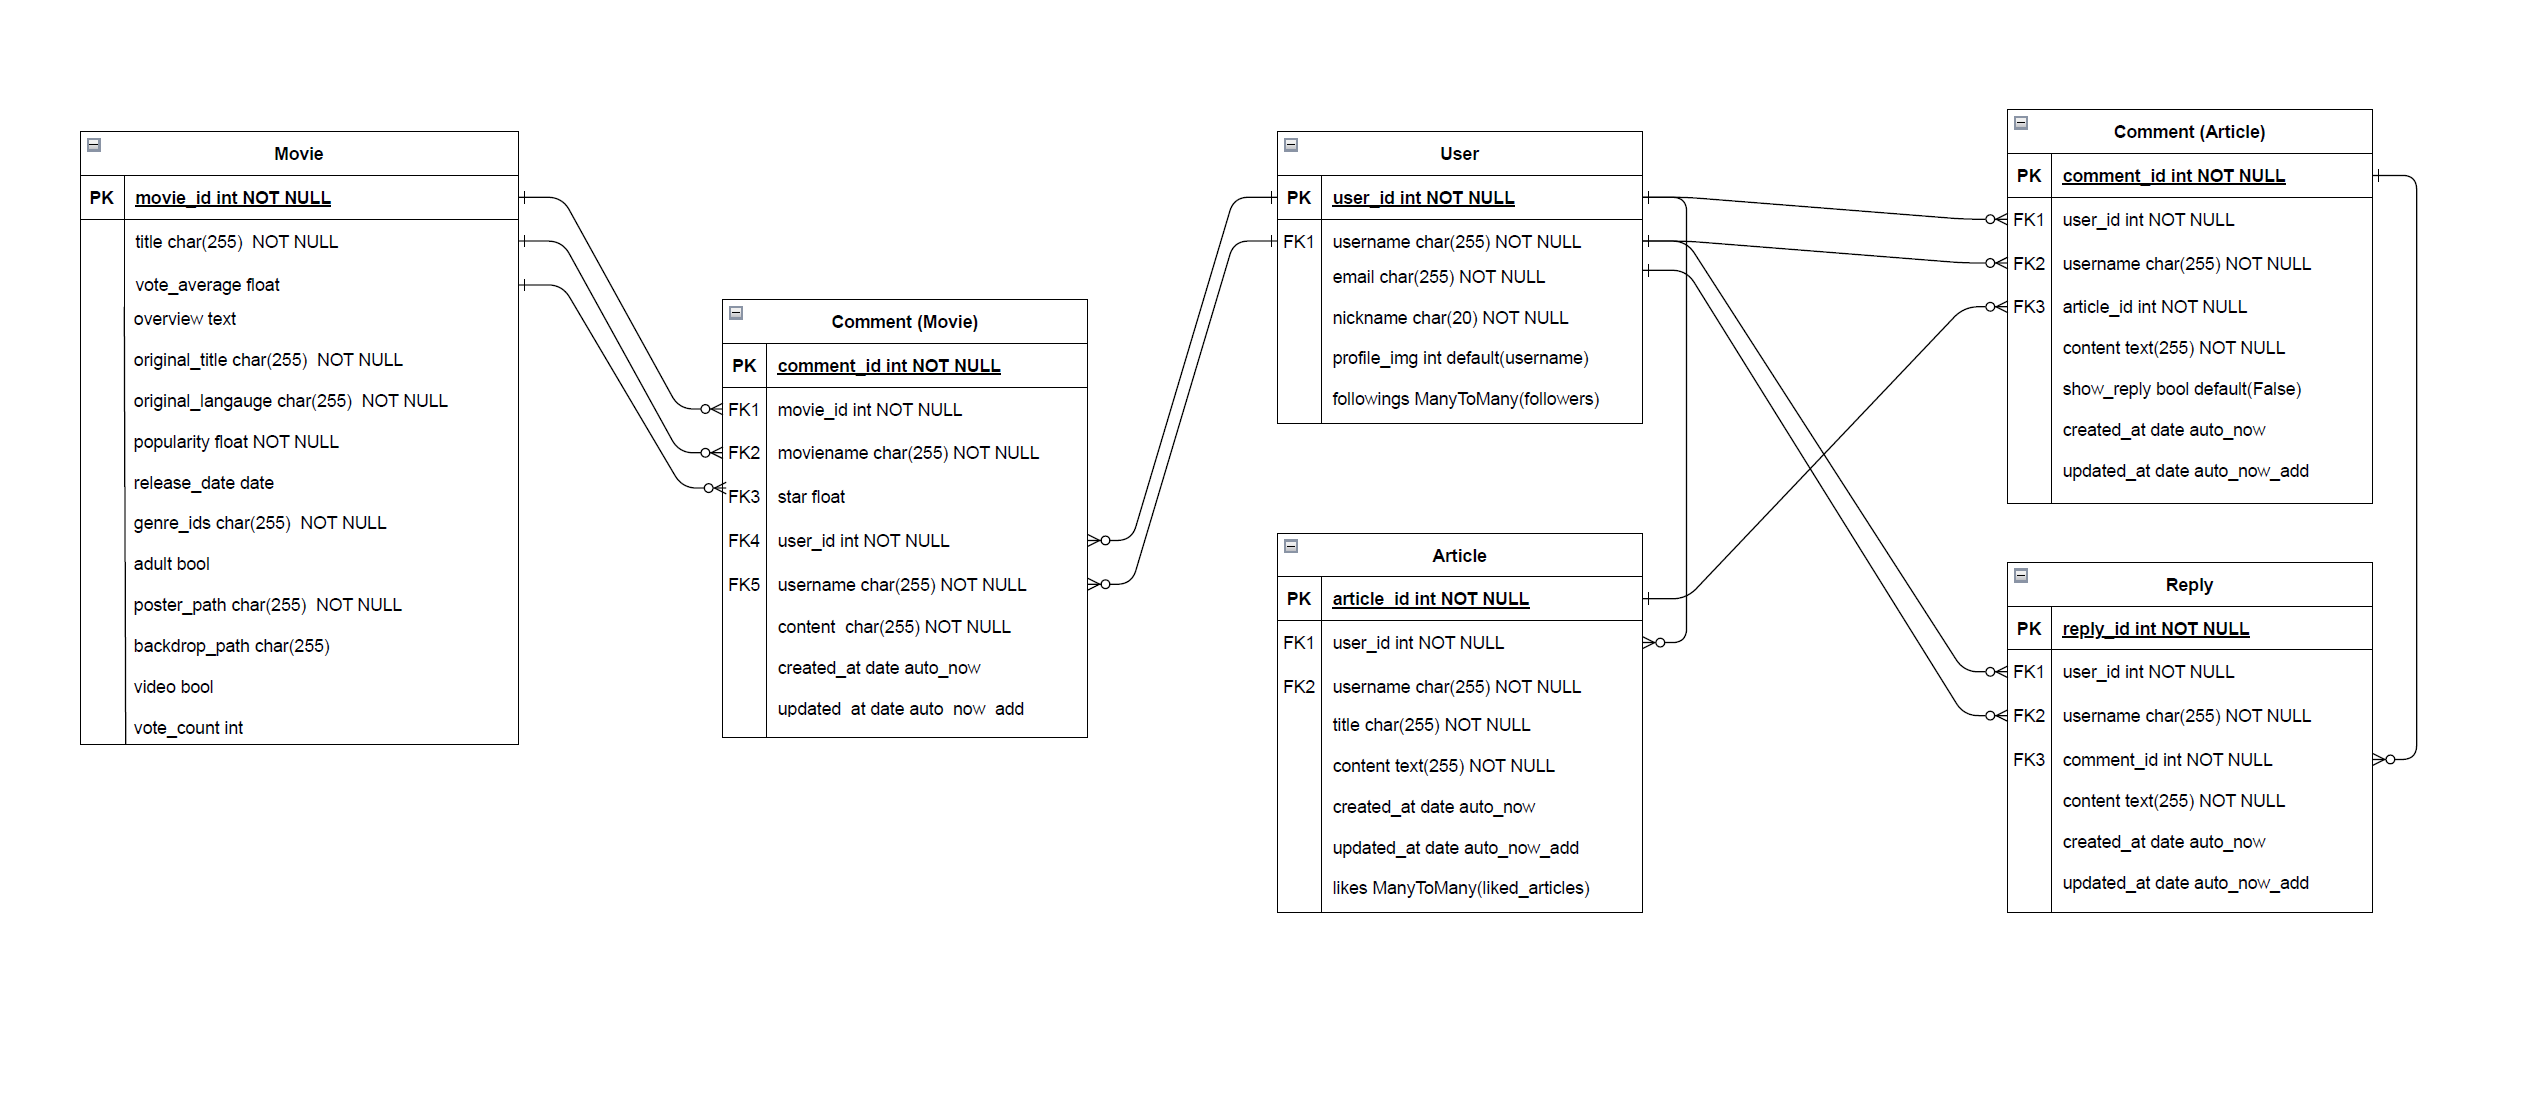 Movie
PK movie_id int NOT NULL
title char(255)  NOT NULL
vote_average float
overview text
original_title char(255)  NOT NULL
original_langauge char(255)  NOT NULL
popularity float NOT NULL
release_date date
genre_ids char(255)  NOT NULL
adult bool
poster_path char(255)  NOT NULL
backdrop_path char(255)
video bool
vote_count int
Comment (Movie)
PK comment_id int NOT NULL
FK1 movie_id int NOT NULL
FK2 moviename char(255) NOT NULL
FK3 star float
FK4 user_id int NOT NULL
FK5 username char(255) NOT NULL
content  char(255) NOT NULL
created_at date auto_now
updated_at date auto_now_add
User
PK user_id int NOT NULL
FK1 username char(255) NOT NULL
email char(255) NOT NULL
nickname char(20) NOT NULL
profile_img int default(username)
followings ManyToMany(followers)
Article
PK article_id int NOT NULL
FK1 user_id int NOT NULL
FK2 username char(255) NOT NULL
title char(255) NOT NULL
content text(255) NOT NULL
created_at date auto_now
updated_at date auto_now_add
likes ManyToMany(liked_articles)
Comment (Article)
PK comment_id int NOT NULL
FK1 user_id int NOT NULL
FK2 username char(255) NOT NULL
FK3 article_id int NOT NULL
content text(255) NOT NULL
show_reply bool default(False)
created_at date auto_now
updated_at date auto_now_add
Reply
PK reply_id int NOT NULL
FK1 user_id int NOT NULL
FK2 username char(255) NOT NULL
FK3 comment_id int NOT NULL
content text(255) NOT NULL
created_at date auto_now
updated_at date auto_now_add